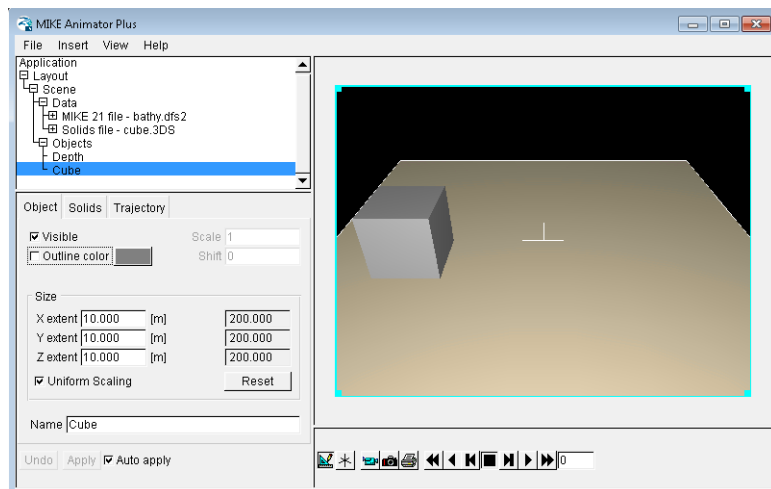 MIKE Animator Plus
File Insert View Help
Application
Layout
Scene
Data
MIKE 21 file - bathy.dfs2
Solids file - cube.3DS
Objects
Depth
Cube
Object Solids Trajectory
Visible Scale 1
Outline color Shift 0
Size
X extent 10.000 [m] 200.000
Y extent 10.000 [m] 200.000
Z extent 10.000 [m] 200.000
Uniform Scaling Reset
Name Cube
Undo Apply Auto apply
0